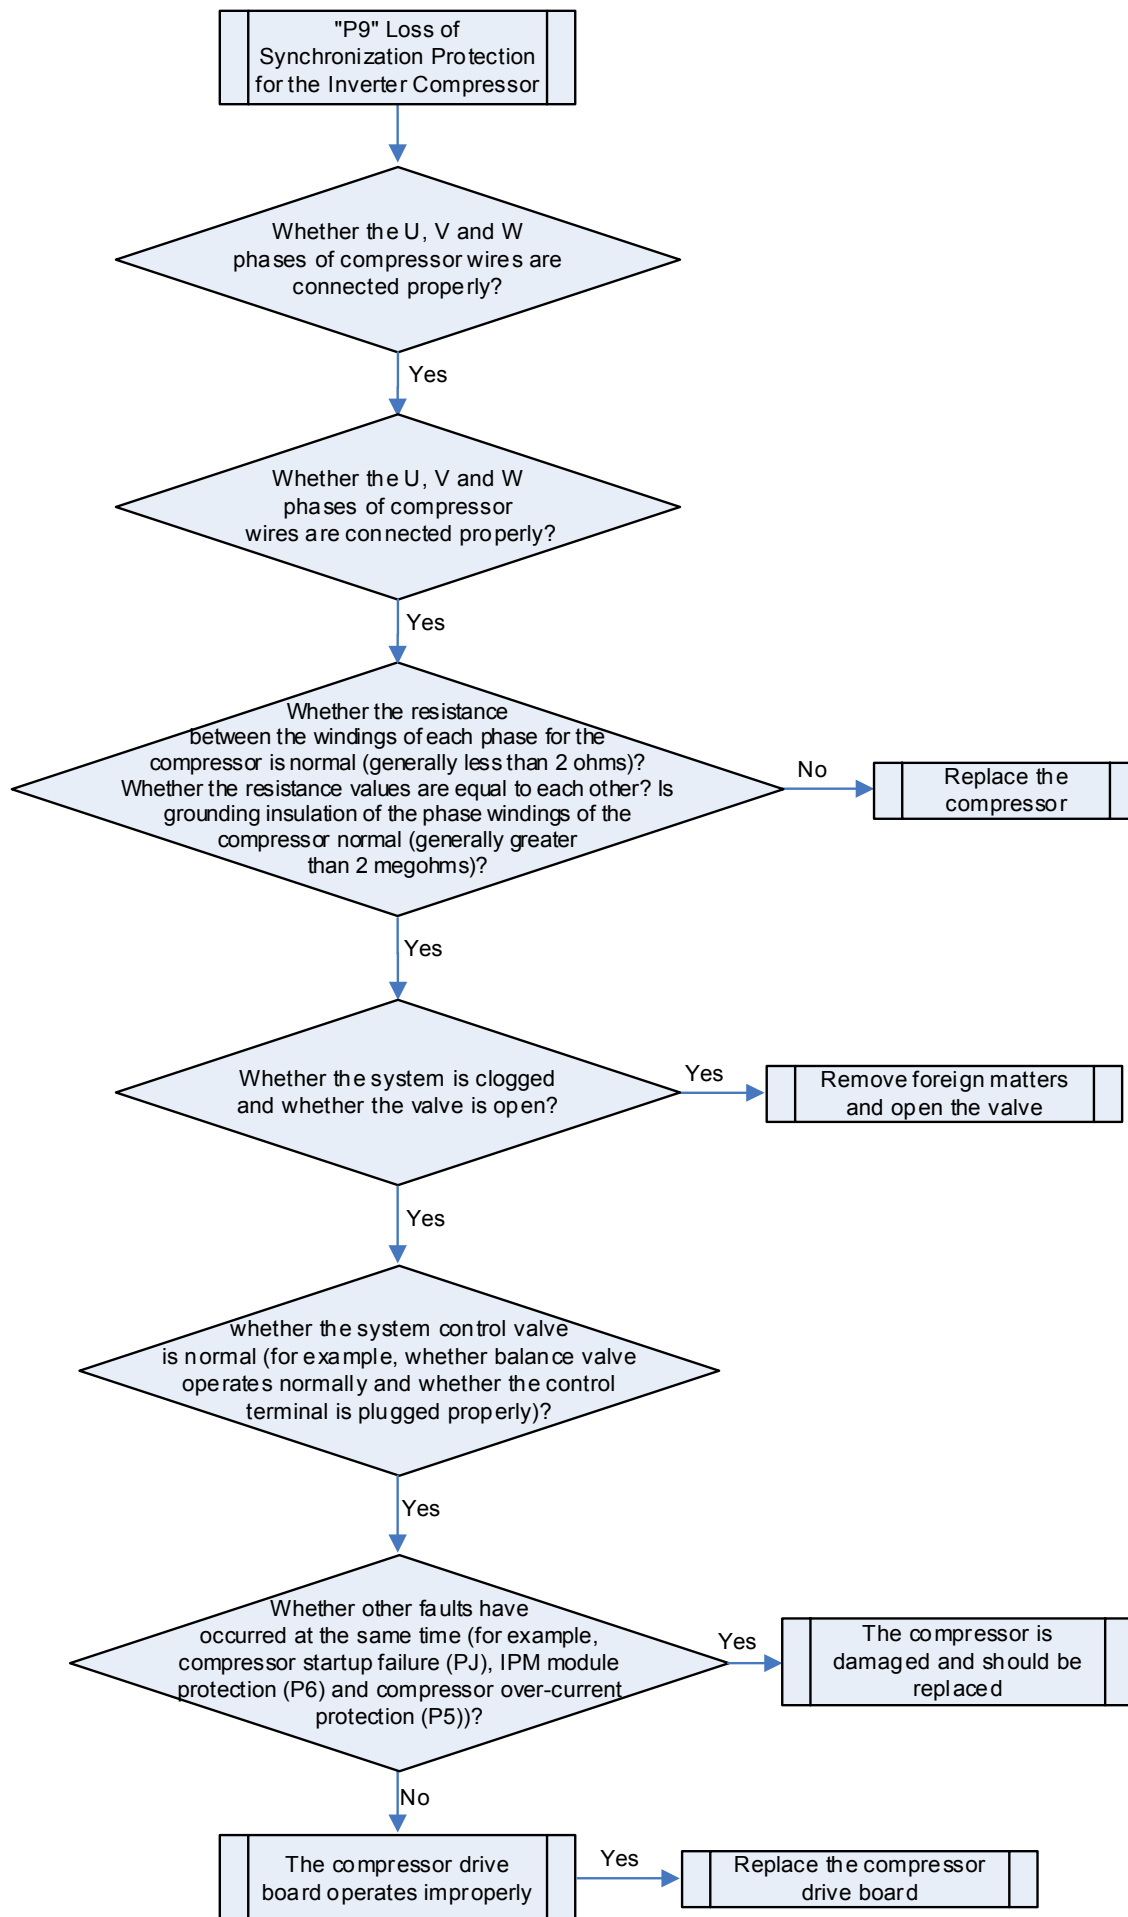 "P9" Loss of
Synchronization Protection
for the Inverter Compressor
Whether the U, V and W
phases of compressor wires are
connected properly?
Yes
Whether the U, V and W
phases of compressor
wires are connected properly?
Yes
Whether the resistance
between the windings of each phase for the
compressor is normal (generally less than 2 ohms)?
Whether the resistance values are equal to each other? Is
grounding insulation of the phase windings of the
compressor normal (generally greater
than 2 megohms)?
No
Replace the
compressor
Yes
Whether the system is clogged
and whether the valve is open?
Yes
Remove foreign matters
and open the valve
Yes
whether the system control valve
is normal (for example, whether balance valve
operates normally and whether the control
terminal is plugged properly)?
Yes
Whether other faults have
occurred at the same time (for example,
compressor startup failure (PJ), IPM module
protection (P6) and compressor over-current
protection (P5))?
Yes
The compressor is
damaged and should be
replaced
No
The compressor drive
board operates improperly
Yes
Replace the compressor
drive board